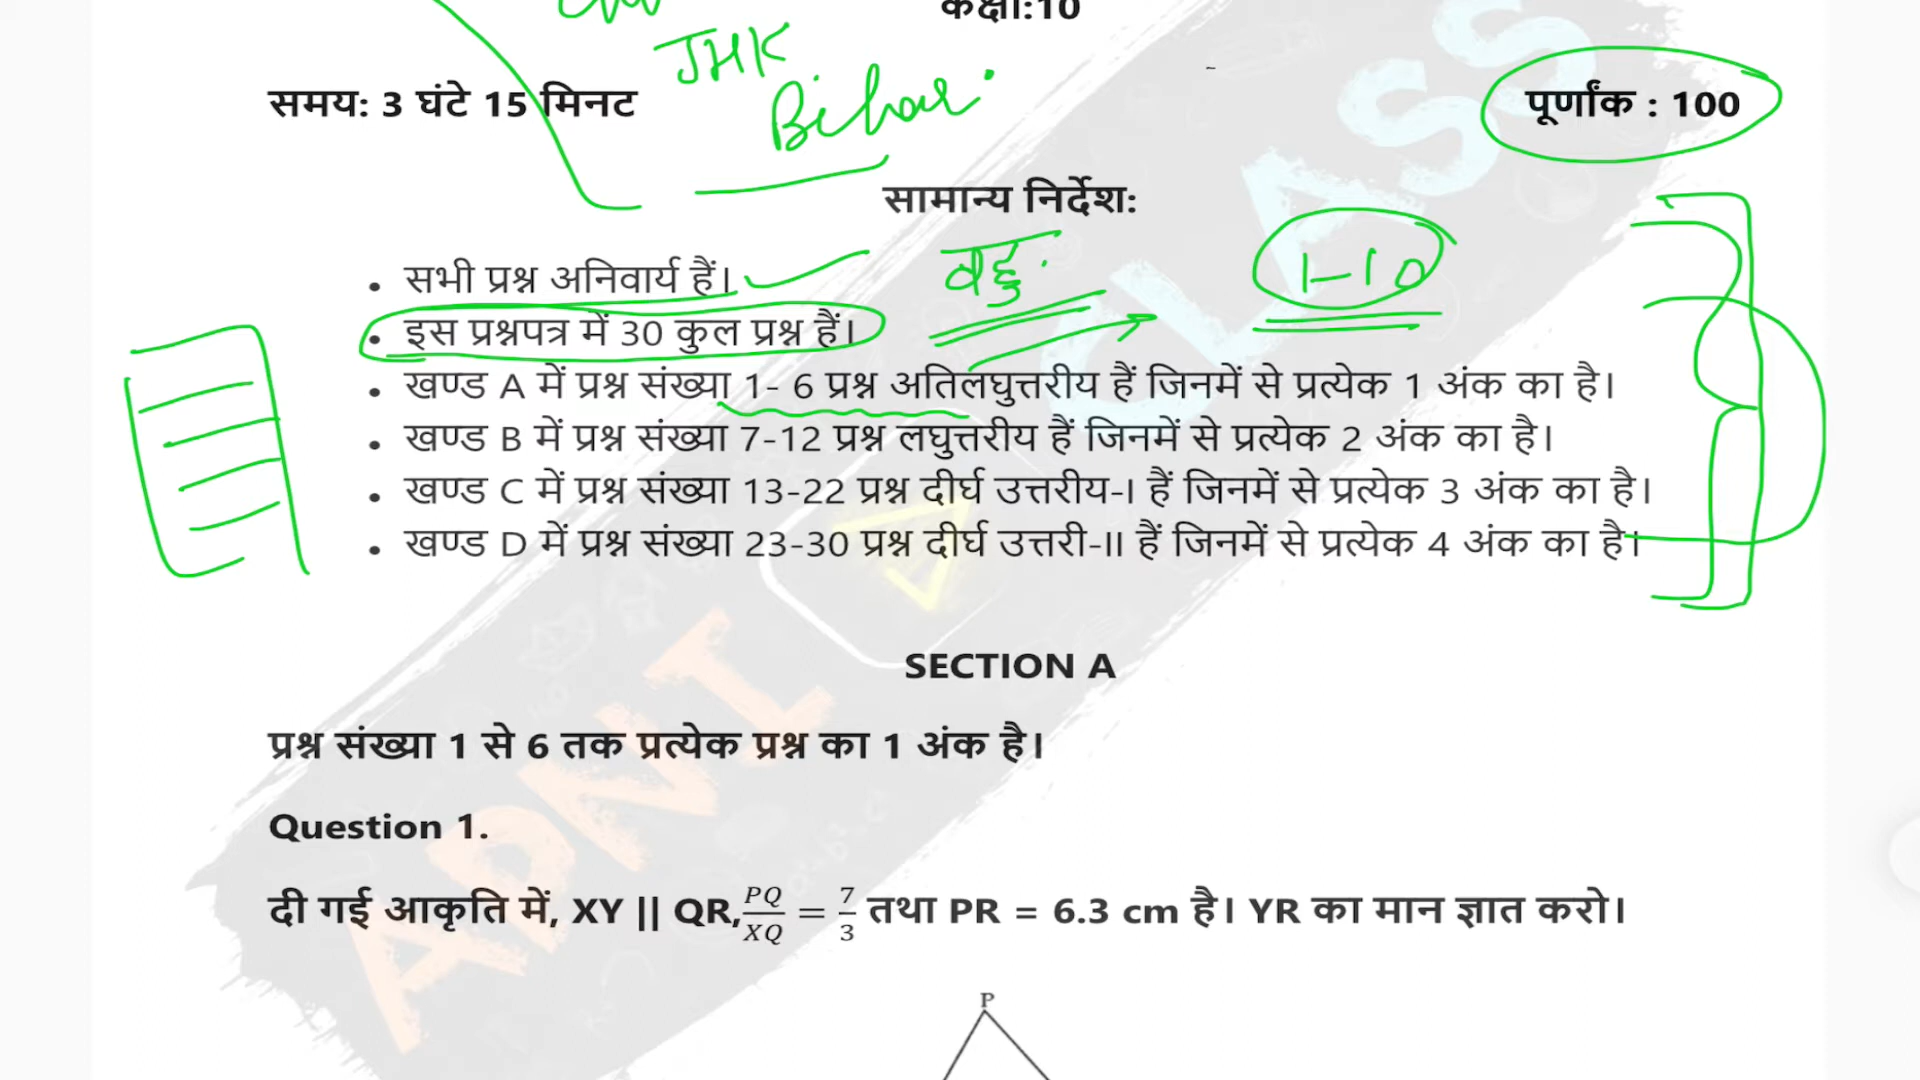 कक्षा:10
JHK
Bihar
समय: 3 घंटे 15 मिनट
पूर्णांक : 100
सामान्य निर्देश:
• सभी प्रश्न अनिवार्य हैं।
बहु.
1-10
• इस प्रश्नपत्र में 30 कुल प्रश्न हैं।
• खण्ड A में प्रश्न संख्या 1- 6 प्रश्न अतिलघुत्तरीय हैं जिनमें से प्रत्येक 1 अंक का है।
• खण्ड B में प्रश्न संख्या 7-12 प्रश्न लघुत्तरीय हैं जिनमें से प्रत्येक 2 अंक का है।
• खण्ड C में प्रश्न संख्या 13-22 प्रश्न दीर्घ उत्तरीय-I हैं जिनमें से प्रत्येक 3 अंक का है।
• खण्ड D में प्रश्न संख्या 23-30 प्रश्न दीर्घ उत्तरी-II हैं जिनमें से प्रत्येक 4 अंक का है।
SECTION A
प्रश्न संख्या 1 से 6 तक प्रत्येक प्रश्न का 1 अंक है।
Question 1.
दी गई आकृति में, XY || QR, PQ/XQ = 7/3 तथा PR = 6.3 cm है। YR का मान ज्ञात करो।
P
APNI
CLASS